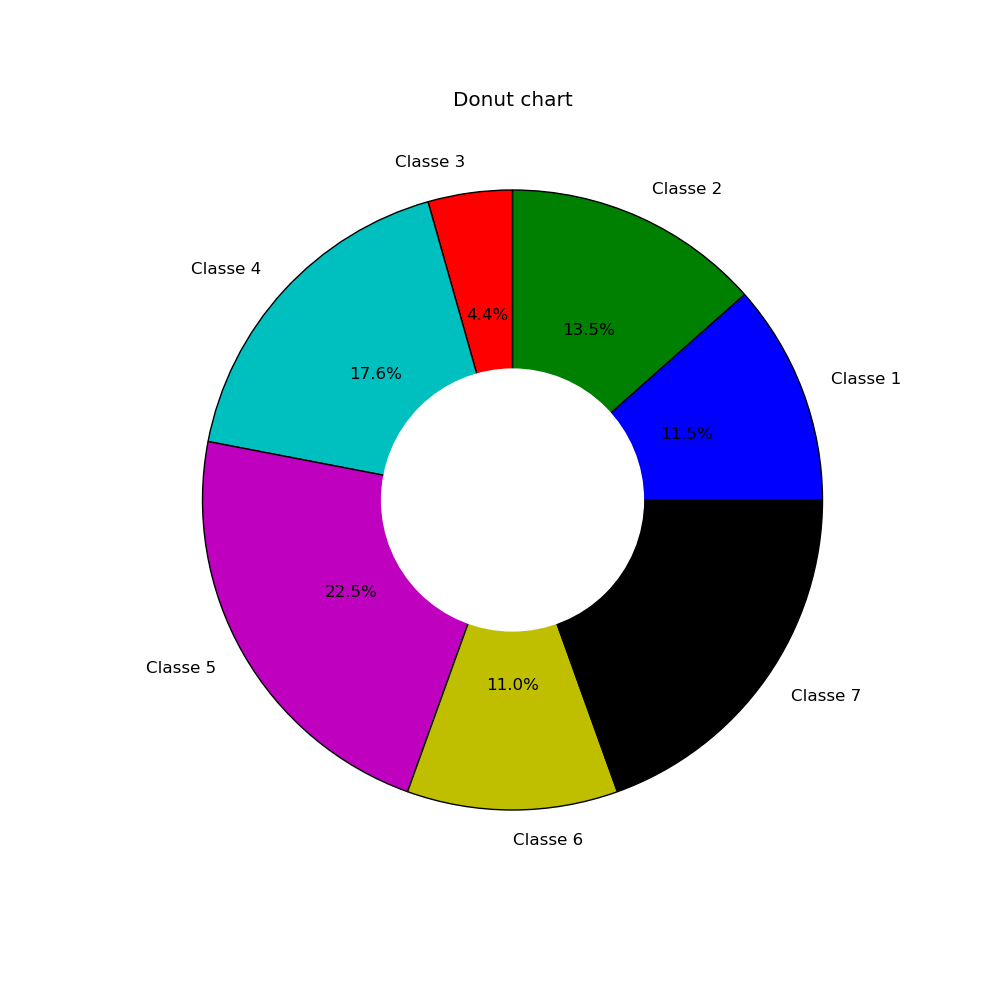 Donut chart
Classe 3
Classe 2
Classe 4
4.4%
13.5%
17.6%
Classe 1
11.5%
22.5%
Classe 5
11.0%
Classe 7
Classe 6